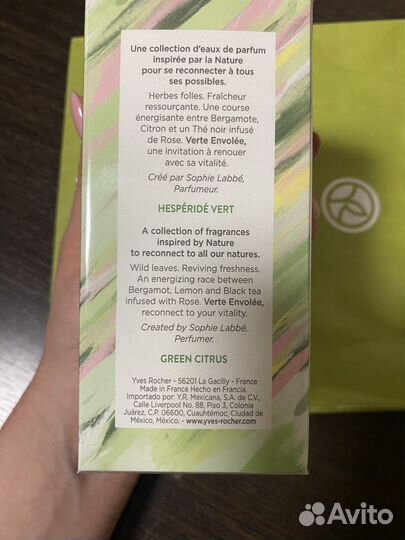 Une collection d'eaux de parfum
inspirée par la Nature
pour se reconnecter à tous
ses possibles.
Herbes folles. Fraîcheur
ressourçante. Une course
énergisante entre Bergamote,
Citron et un Thé noir infusé
de Rose. Verte Envolée,
une invitation à renouer
avec sa vitalité.
Créé par Sophie Labbé,
Parfumeur.
HESPÉRIDÉ VERT
A collection of fragrances
inspired by Nature
to reconnect to all our natures.
Wild leaves. Reviving freshness.
An energizing race between
Bergamot, Lemon and Black tea
infused with Rose. Verte Envolée,
reconnect to your vitality.
Created by Sophie Labbé,
Perfumer.
GREEN CITRUS
Yves Rocher - 56201 La Gacilly - France
Made in France Hecho en Francia.
Importado por: Y.R. Mexicana, S.A. de C.V.,
Calle Liverpool No. 88, Piso 3, Colonia
Juárez, C.P. 06600, Cuauhtémoc, Ciudad de
México, México. - www.yves-rocher.com
Avito